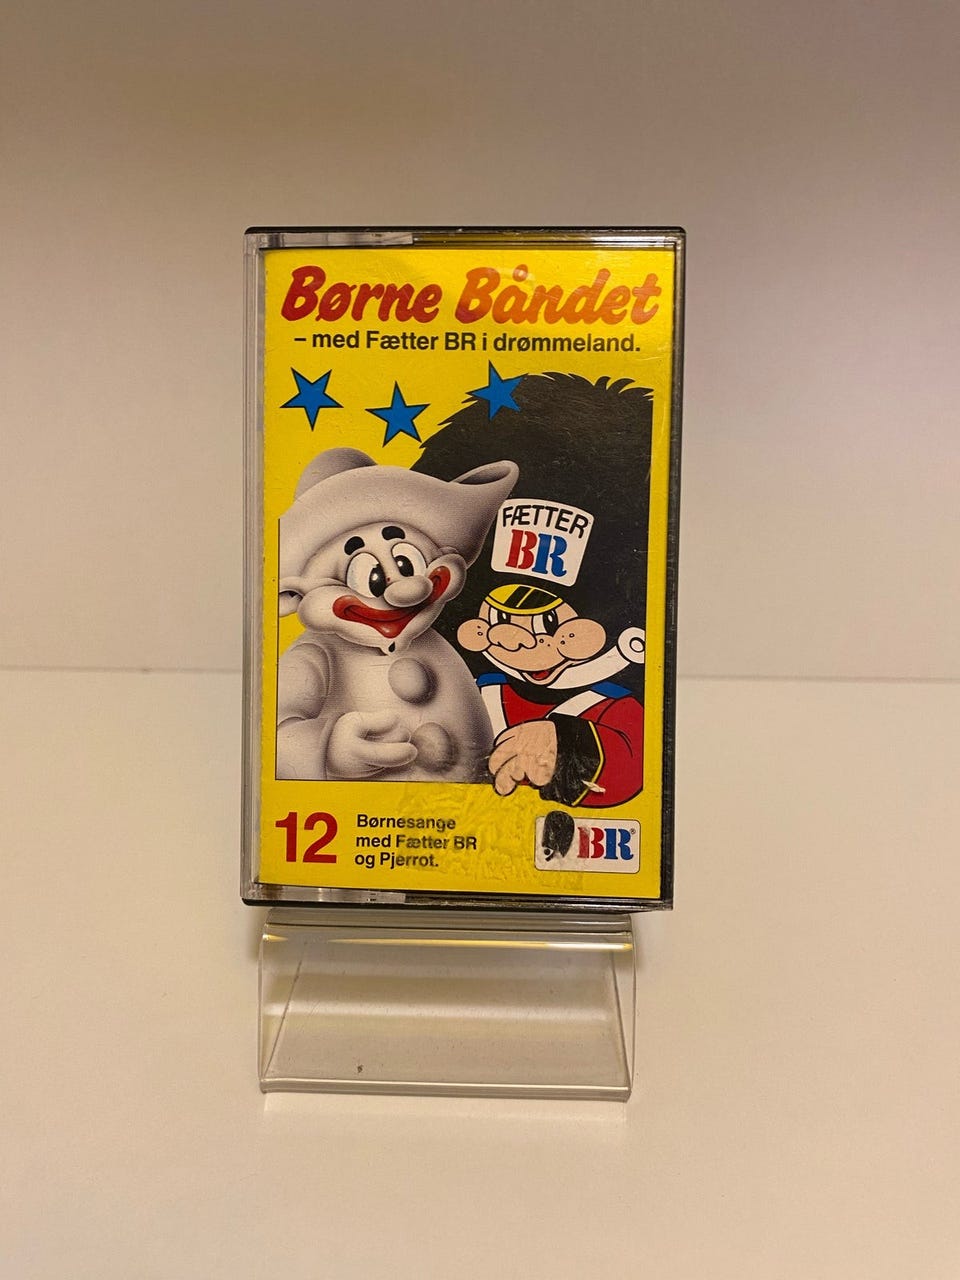 Børne Båndet
– med Fætter BR i drømmeland.
FÆTTER
BR
12
Børnesange
med Fætter BR
og Pjerrot.
BR®